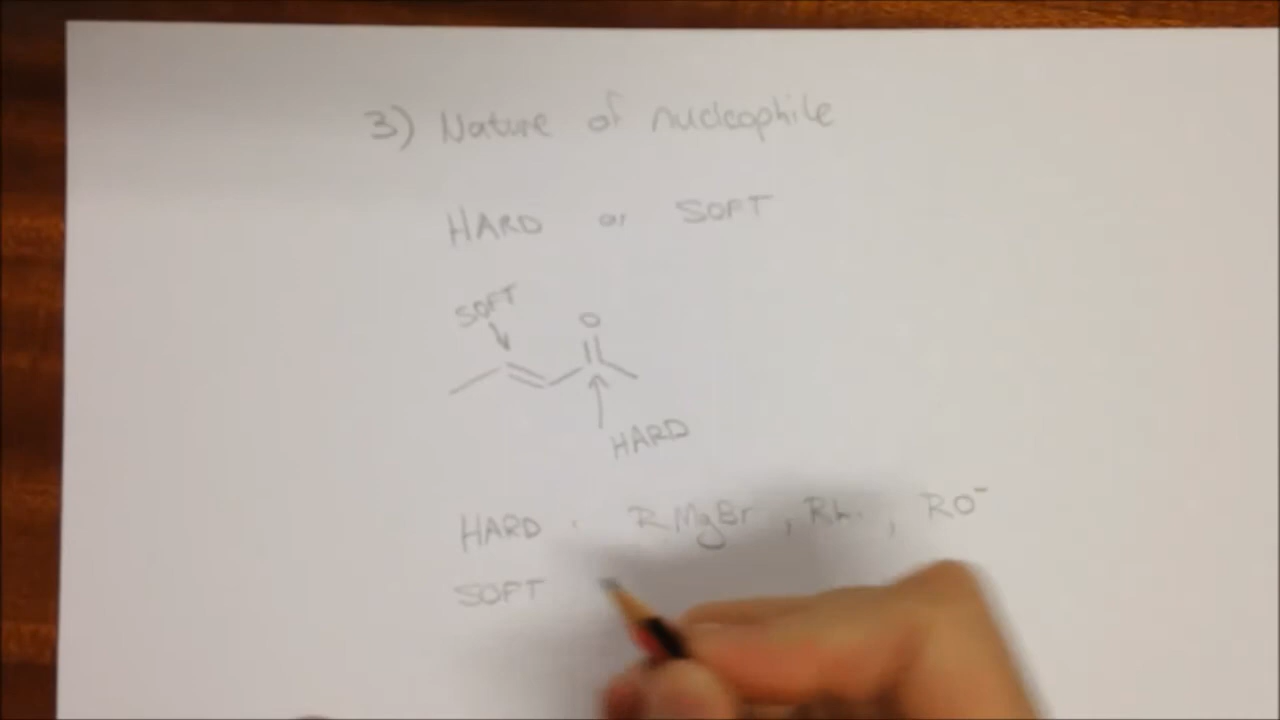 3) Nature of nucleophile
HARD or SOFT
SOFT
O
HARD
HARD : RMgBr, RLi, RO⁻
SOFT